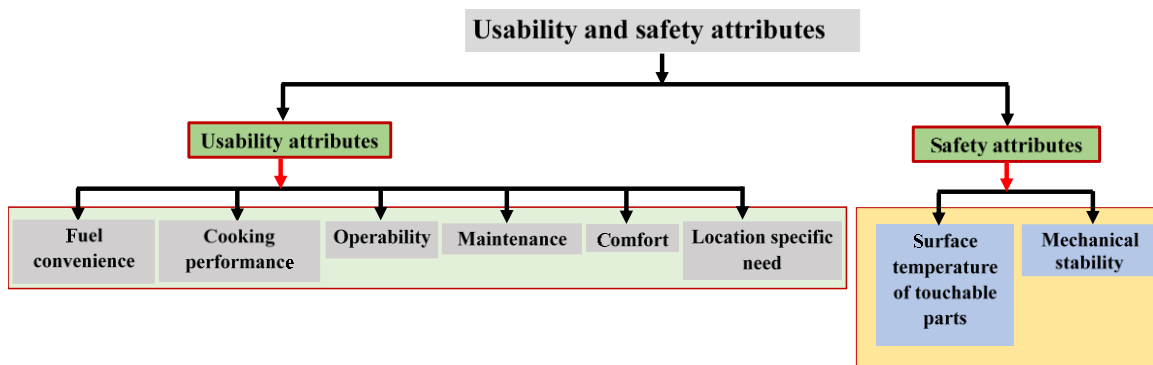 Usability and safety attributes
Usability attributes
Safety attributes
Fuel
convenience
Cooking
performance
Operability
Maintenance
Comfort
Location specific
need
Surface
temperature
of touchable
parts
Mechanical
stability